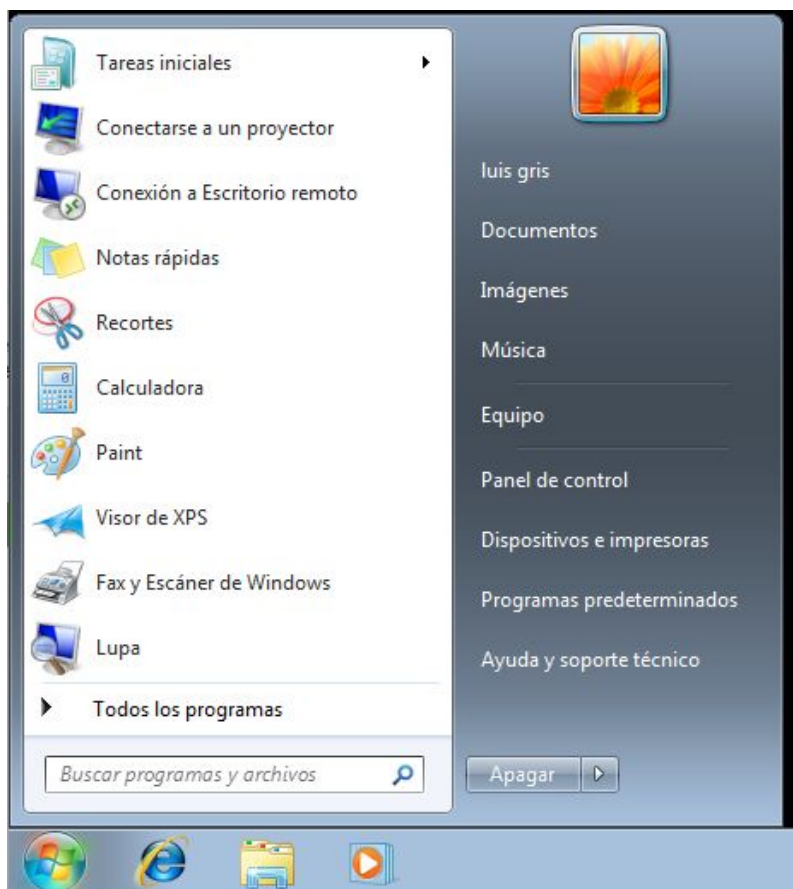 Tareas iniciales
Conectarse a un proyector
Conexión a Escritorio remoto
Notas rápidas
Recortes
Calculadora
Paint
Visor de XPS
Fax y Escáner de Windows
Lupa
Todos los programas
Buscar programas y archivos
luis gris
Documentos
Imágenes
Música
Equipo
Panel de control
Dispositivos e impresoras
Programas predeterminados
Ayuda y soporte técnico
Apagar